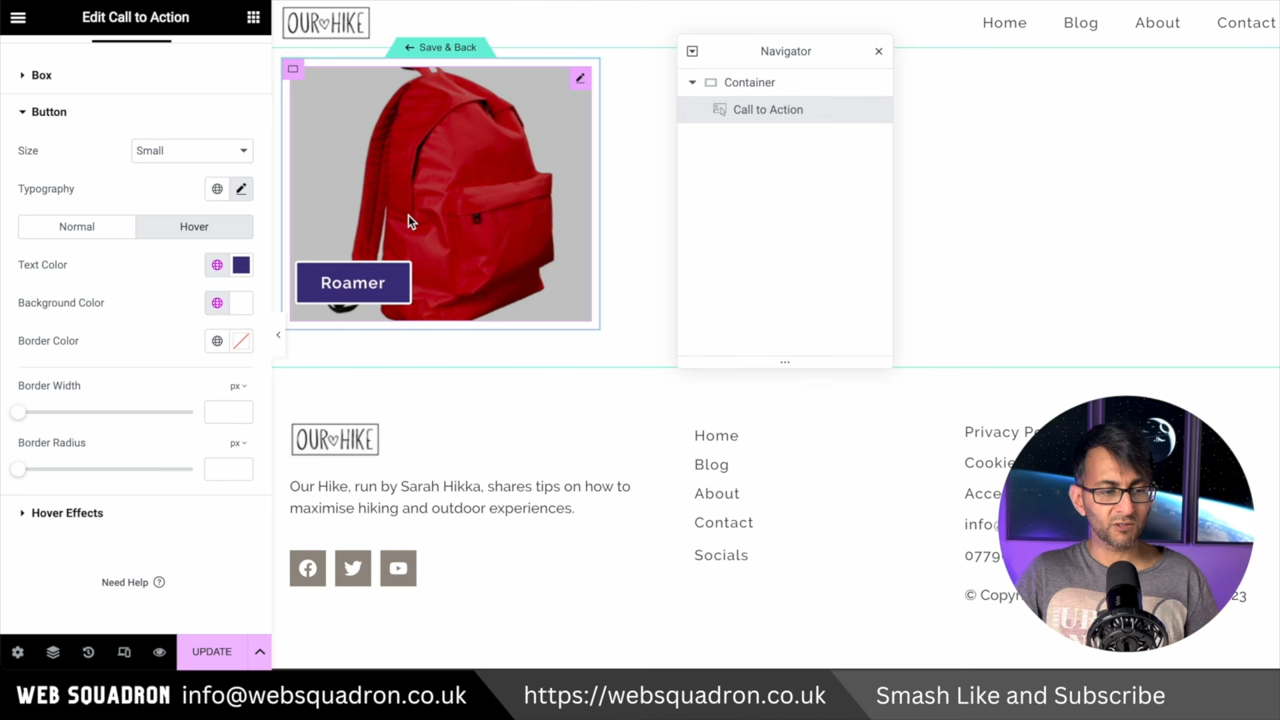 Edit Call to Action
OUR HIKE
Home
Blog
About
Contact
Save & Back
Navigator
Container
Call to Action
Box
Button
Size
Small
Typography
Normal
Hover
Text Color
Background Color
Border Color
Border Width
px
Border Radius
px
Hover Effects
Need Help
UPDATE
Roamer
OUR HIKE
Our Hike, run by Sarah Hikka, shares tips on how to
maximise hiking and outdoor experiences.
Home
Blog
About
Contact
Socials
Privacy
Cookie
info@
0779
23
WEB SQUADRON info@websquadron.co.uk
https://websquadron.co.uk
Smash Like and Subscribe